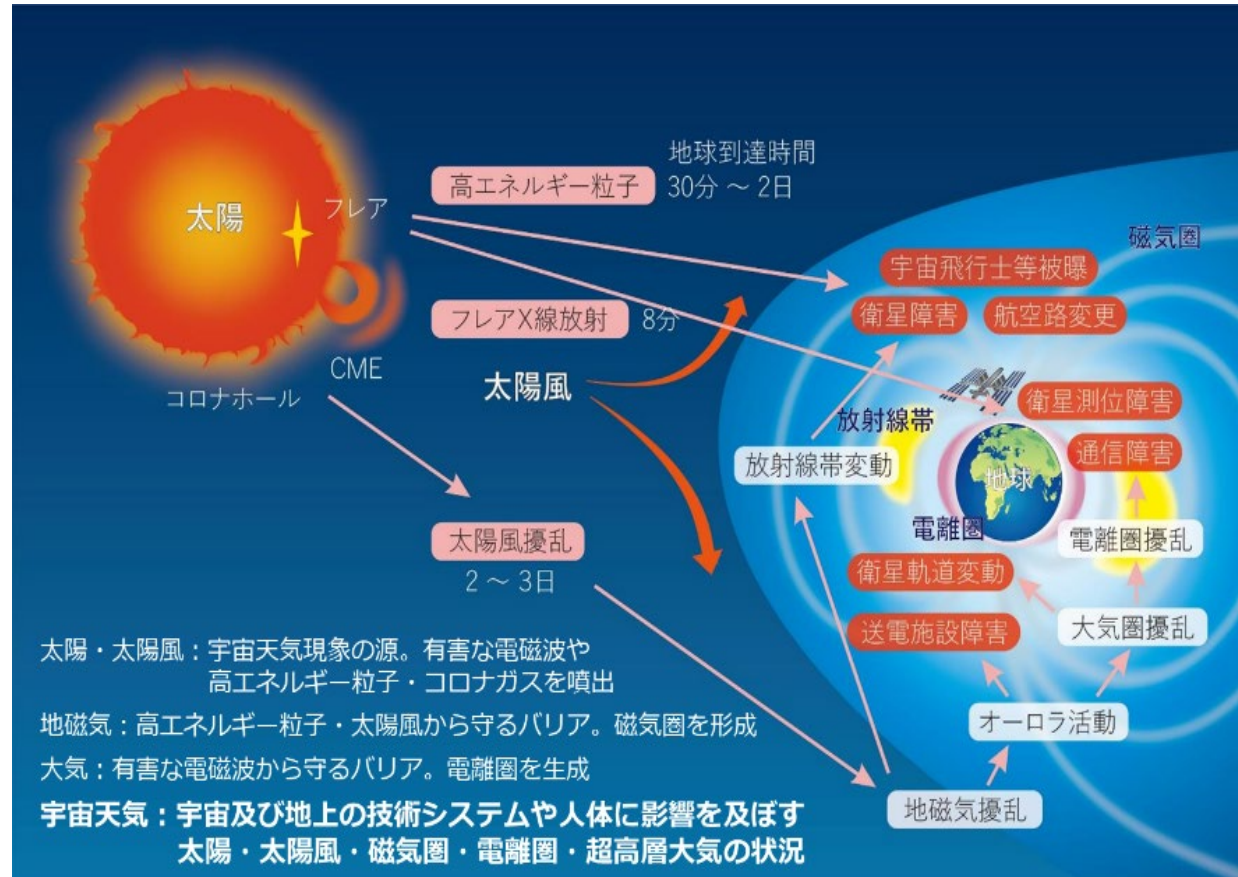 地球到達時間
高エネルギー粒子 30分 ～ 2日
太陽
フレア
磁気圏
宇宙飛行士等被曝
フレアX線放射 8分
衛星障害 航空路変更
CME
太陽風
コロナホール
衛星測位障害
放射線帯
通信障害
放射線帯変動
地球
電離圏
太陽風擾乱
電離圏擾乱
2 ～ 3日
衛星軌道変動
送電施設障害
大気圏擾乱
太陽・太陽風：宇宙天気現象の源。有害な電磁波や
高エネルギー粒子・コロナガスを噴出
地磁気：高エネルギー粒子・太陽風から守るバリア。磁気圏を形成
オーロラ活動
大気：有害な電磁波から守るバリア。電離圏を生成
地磁気擾乱
宇宙天気：宇宙及び地上の技術システムや人体に影響を及ぼす
太陽・太陽風・磁気圏・電離圏・超高層大気の状況